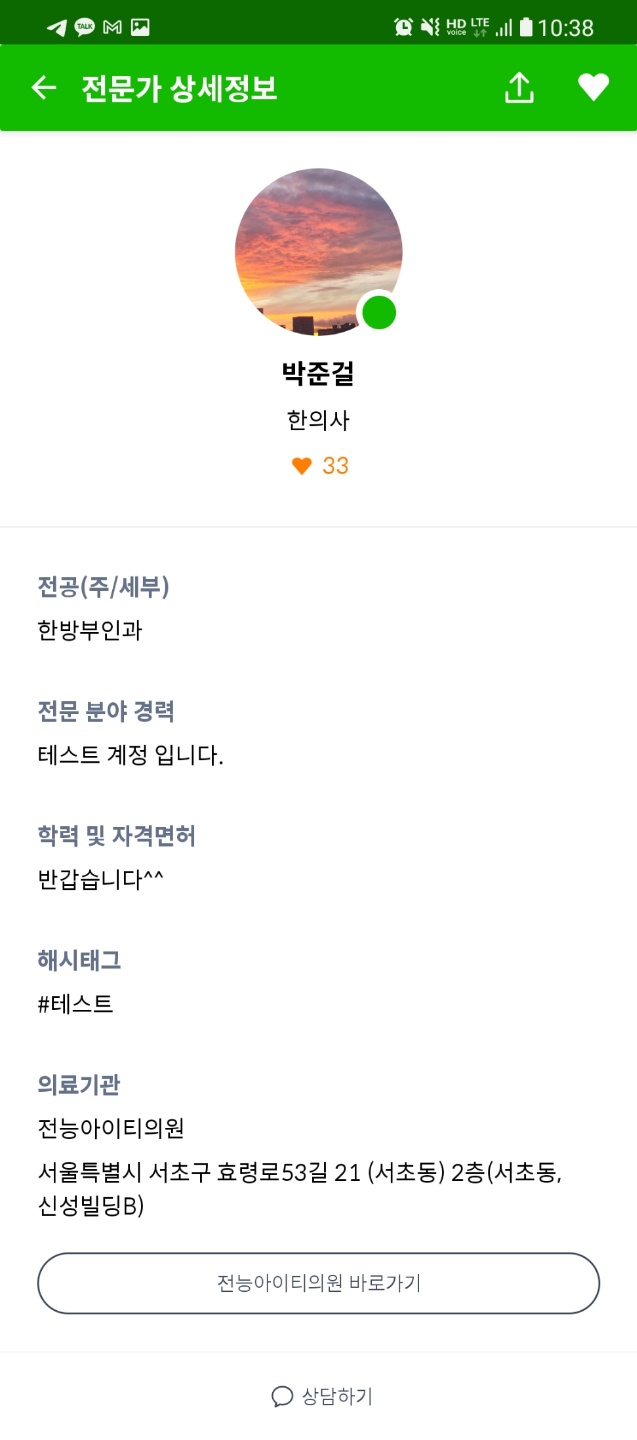 TALK HD voice LTE 10:38
전문가 상세정보
박준걸
한의사
33
전공(주/세부)
한방부인과
전문 분야 경력
테스트 계정 입니다.
학력 및 자격면허
반갑습니다^^
해시태그
#테스트
의료기관
전능아이티의원
서울특별시 서초구 효령로53길 21 (서초동) 2층(서초동,
신성빌딩B)
전능아이티의원 바로가기
상담하기